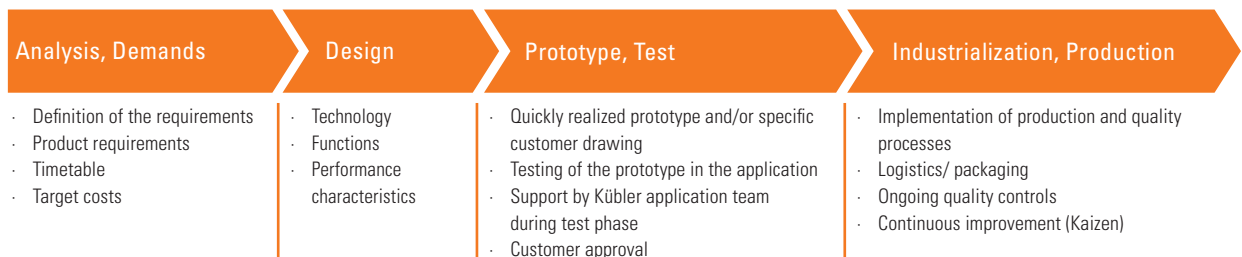 Analysis, Demands
· Definition of the requirements
· Product requirements
· Timetable
· Target costs
Design
· Technology
· Functions
· Performance
characteristics
Prototype, Test
· Quickly realized prototype and/or specific
customer drawing
· Testing of the prototype in the application
· Support by Kübler application team
during test phase
· Customer approval
Industrialization, Production
· Implementation of production and quality
processes
· Logistics/ packaging
· Ongoing quality controls
· Continuous improvement (Kaizen)